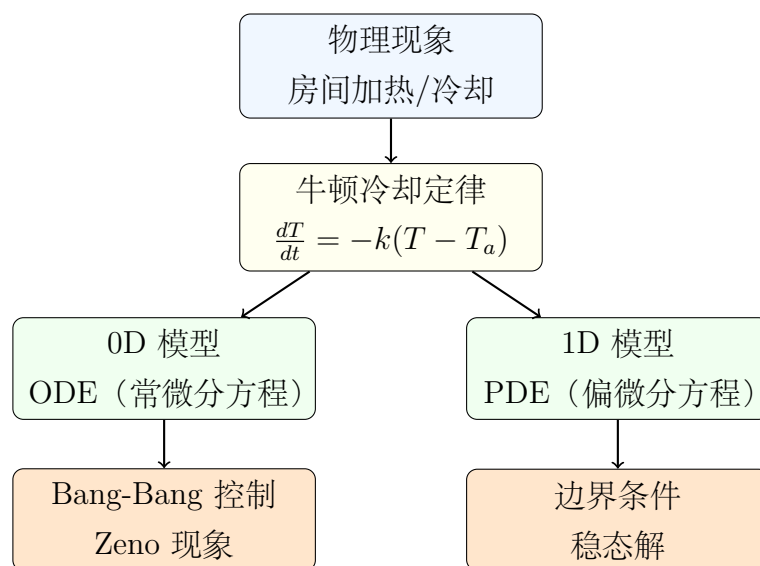 物理现象
房间加热/冷却
牛顿冷却定律
$\frac{dT}{dt} = -k(T - T_a)$
0D 模型
ODE（常微分方程）
1D 模型
PDE（偏微分方程）
Bang-Bang 控制
Zeno 现象
边界条件
稳态解